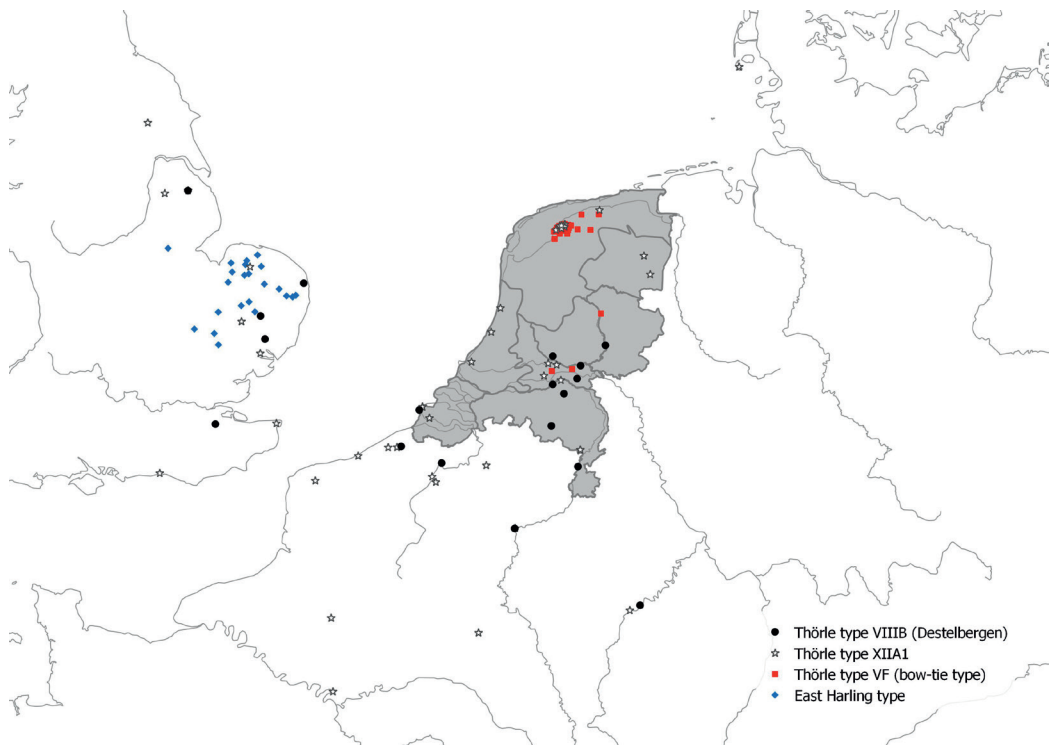 Thörle type VIIIB (Destelbergen)
Thörle type XIIA1
Thörle type VF (bow-tie type)
East Harling type